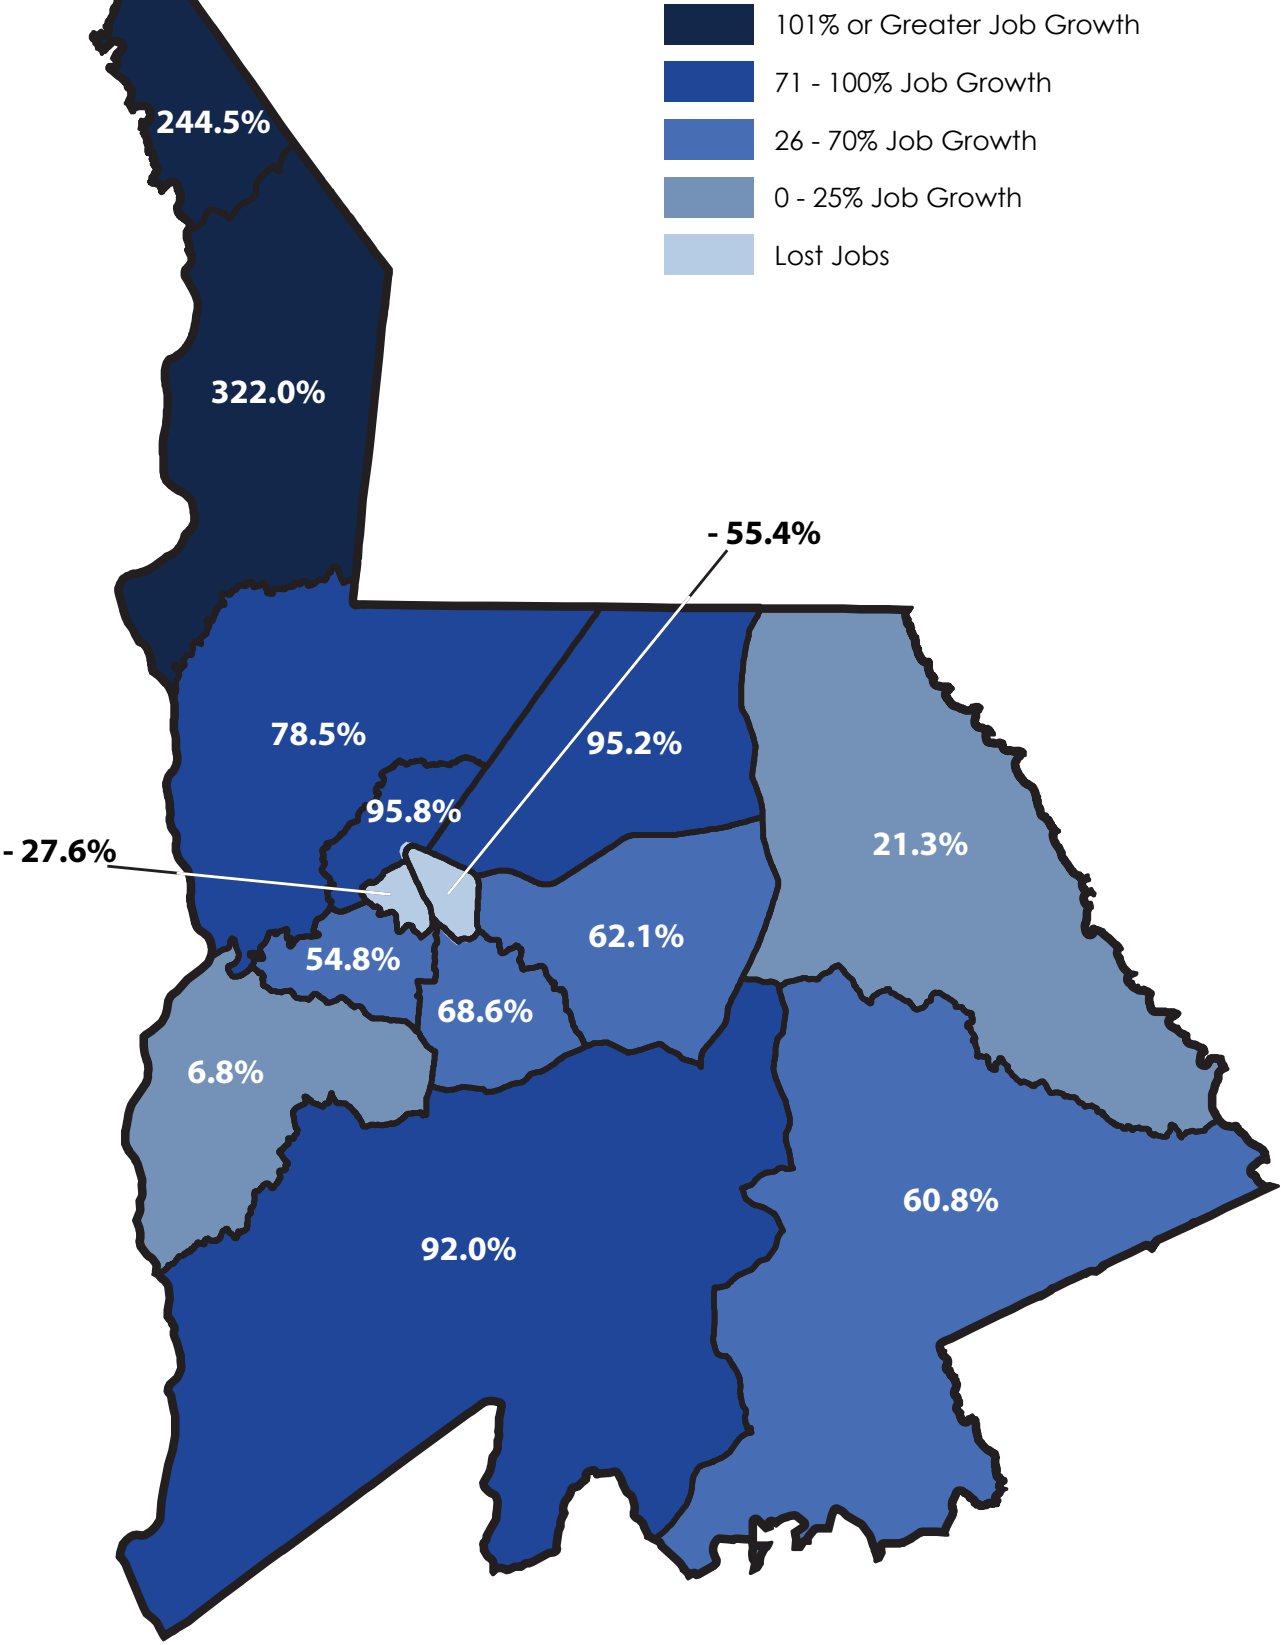 101% or Greater Job Growth
71 - 100% Job Growth
26 - 70% Job Growth
0 - 25% Job Growth
Lost Jobs
244.5%
322.0%
- 55.4%
78.5%
95.2%
95.8%
21.3%
- 27.6%
62.1%
54.8%
68.6%
6.8%
60.8%
92.0%